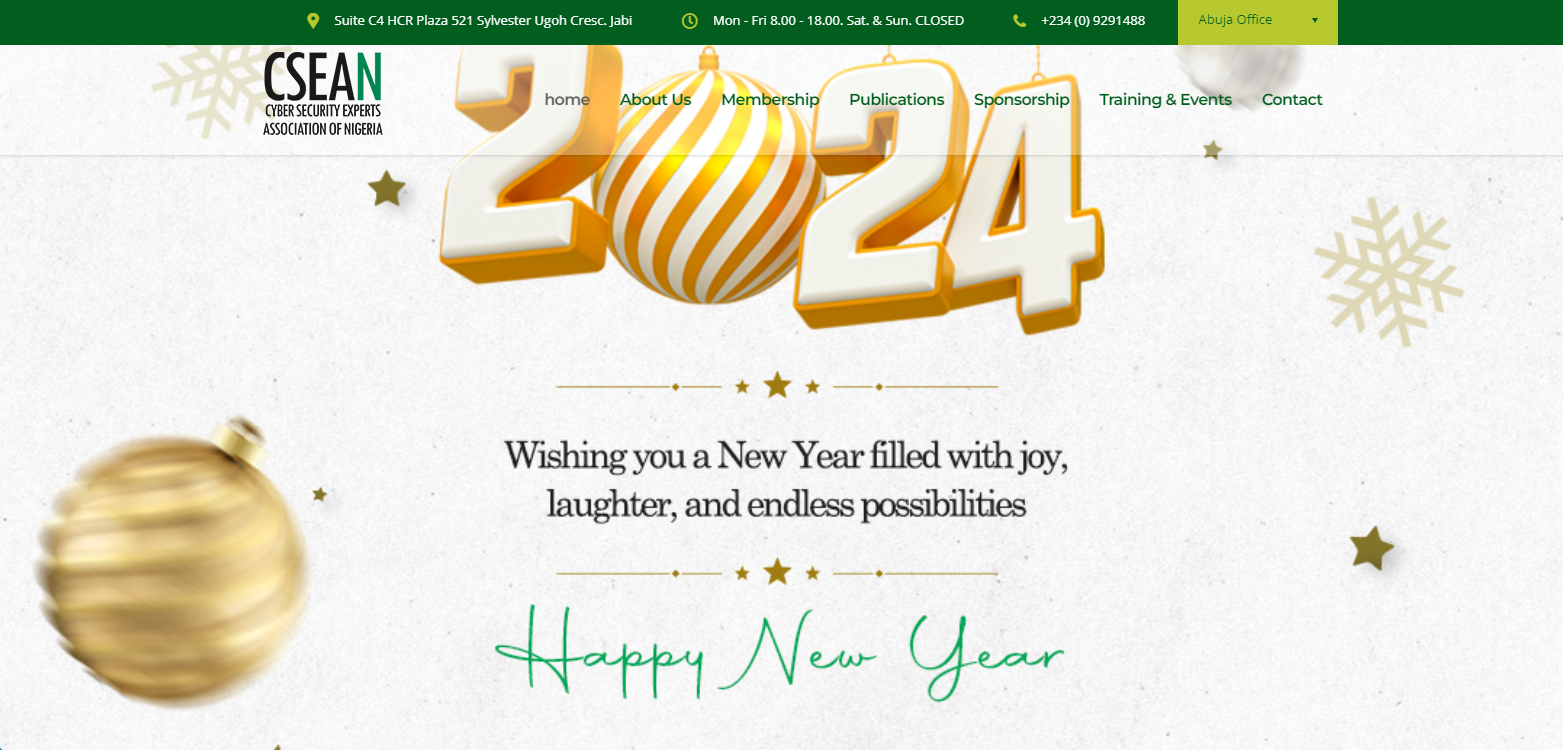 Suite C4 HCR Plaza 521 Sylvester Ugoh Cresc. Jabi
Mon - Fri 8.00 - 18.00. Sat. & Sun. CLOSED
+234 (0) 9291488
Abuja Office
CSEAN
CYBER SECURITY EXPERTS
ASSOCIATION OF NIGERIA
home
About Us
Membership
Publications
Sponsorship
Training & Events
Contact
2024
Wishing you a New Year filled with joy,
laughter, and endless possibilities
Happy New Year